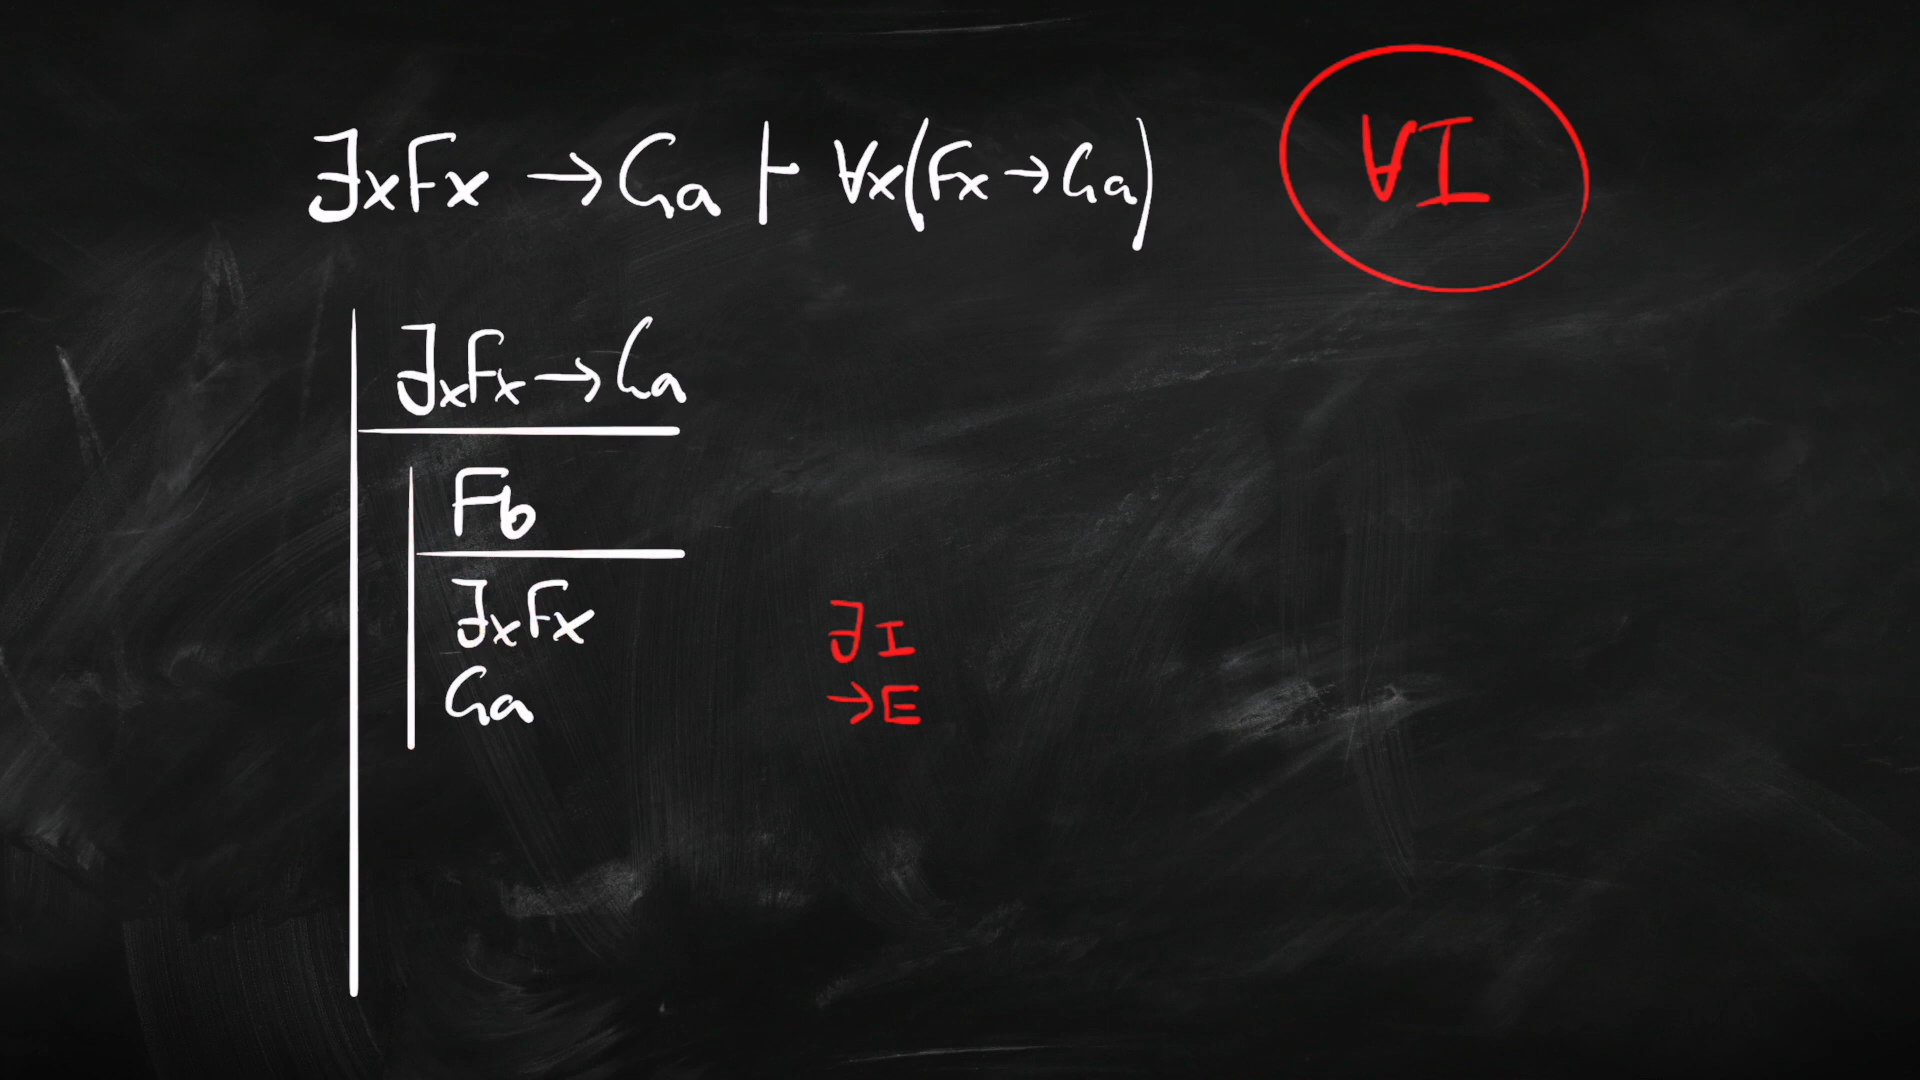 ∃xFx → Ga ⊢ ∀x(Fx → Ga)
∀I
∃xFx → Ga
Fb
∃xFx ∃I
Ga →E